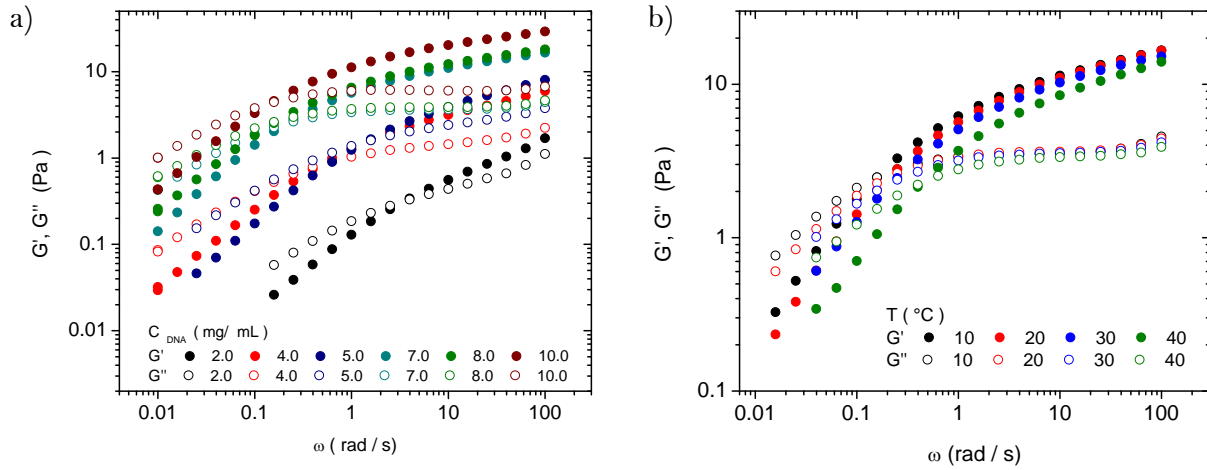 a)
G', G'' (Pa)
10
1
0.1
0.01
C DNA ( mg/ mL )
G' 2.0 4.0 5.0 7.0 8.0 10.0
G'' 2.0 4.0 5.0 7.0 8.0 10.0
0.01 0.1 1 10 100
ω ( rad / s)
b)
G', G'' (Pa)
10
1
0.1
T ( °C )
G' 10 20 30 40
G'' 10 20 30 40
0.01 0.1 1 10 100
ω (rad / s)